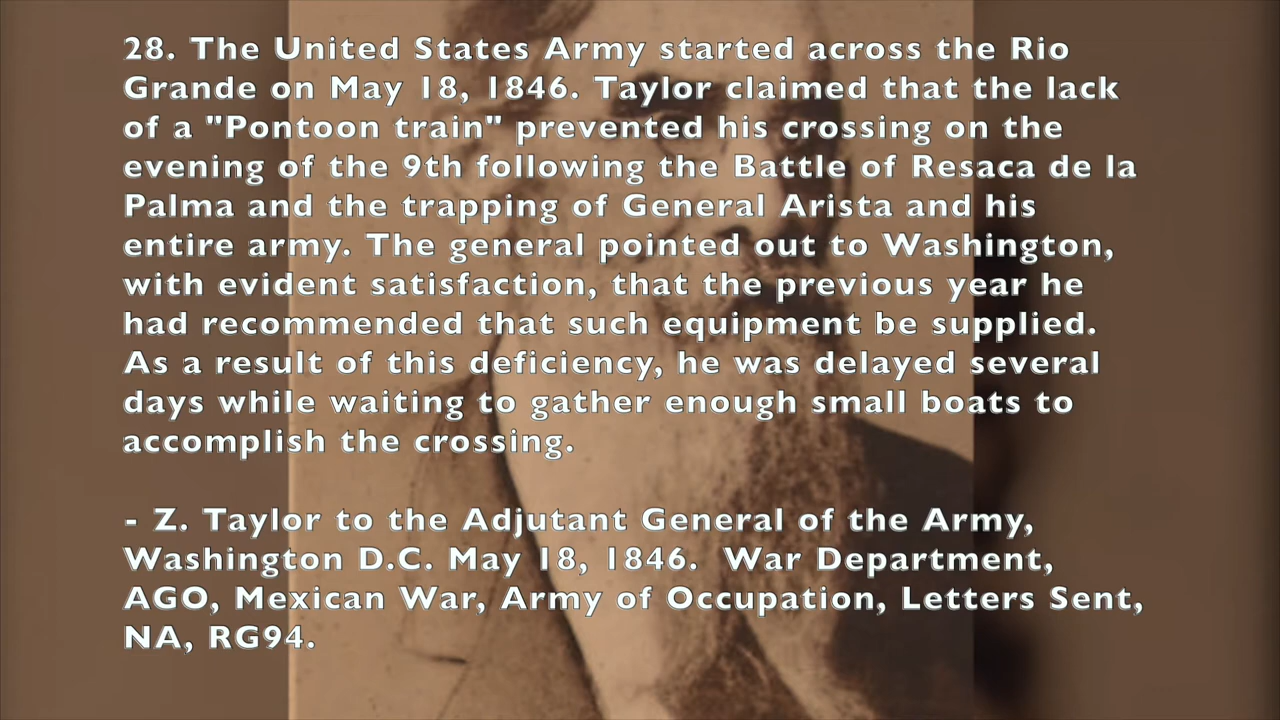 28. The United States Army started across the Rio
Grande on May 18, 1846. Taylor claimed that the lack
of a "Pontoon train" prevented his crossing on the
evening of the 9th following the Battle of Resaca de la
Palma and the trapping of General Arista and his
entire army. The general pointed out to Washington,
with evident satisfaction, that the previous year he
had recommended that such equipment be supplied.
As a result of this deficiency, he was delayed several
days while waiting to gather enough small boats to
accomplish the crossing.
- Z. Taylor to the Adjutant General of the Army,
Washington D.C. May 18, 1846. War Department,
AGO, Mexican War, Army of Occupation, Letters Sent,
NA, RG94.